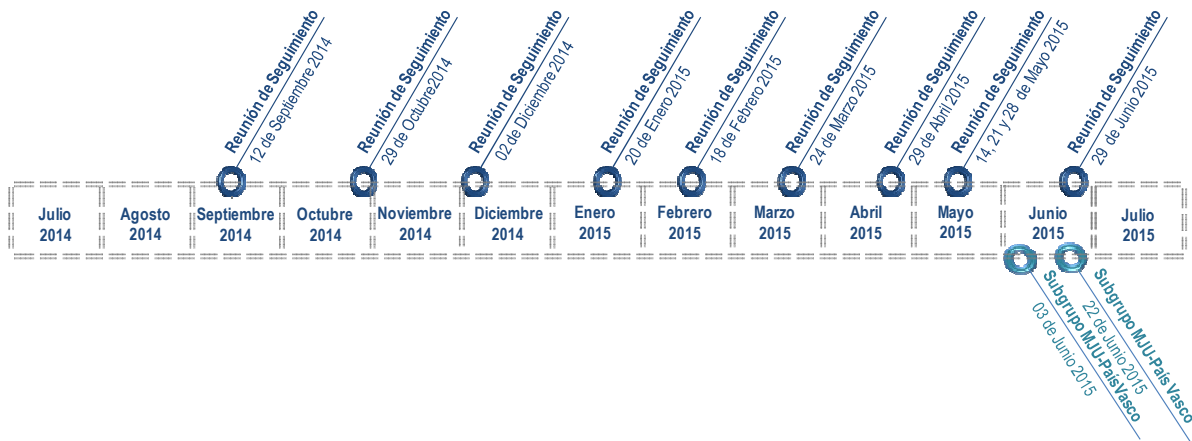 Reunión de Seguimiento
12 de Septiembre 2014
Reunión de Seguimiento
29 de Octubre2014
Reunión de Seguimiento
02 de Diciembre 2014
Reunión de Seguimiento
20 de Enero 2015
Reunión de Seguimiento
18 de Febrero 2015
Reunión de Seguimiento
24 de Marzo 2015
Reunión de Seguimiento
29 de Abril 2015
Reunión de Seguimiento
14, 21 y 28 de Mayo 2015
Reunión de Seguimiento
29 de Junio 2015
Julio
2014
Agosto
2014
Septiembre
2014
Octubre
2014
Noviembre
2014
Diciembre
2014
Enero
2015
Febrero
2015
Marzo
2015
Abril
2015
Mayo
2015
Junio
2015
Julio
2015
Subgrupo MJU-País Vasco
03 de Junio 2015
Subgrupo MJU-País Vasco
22 de Junio 2015